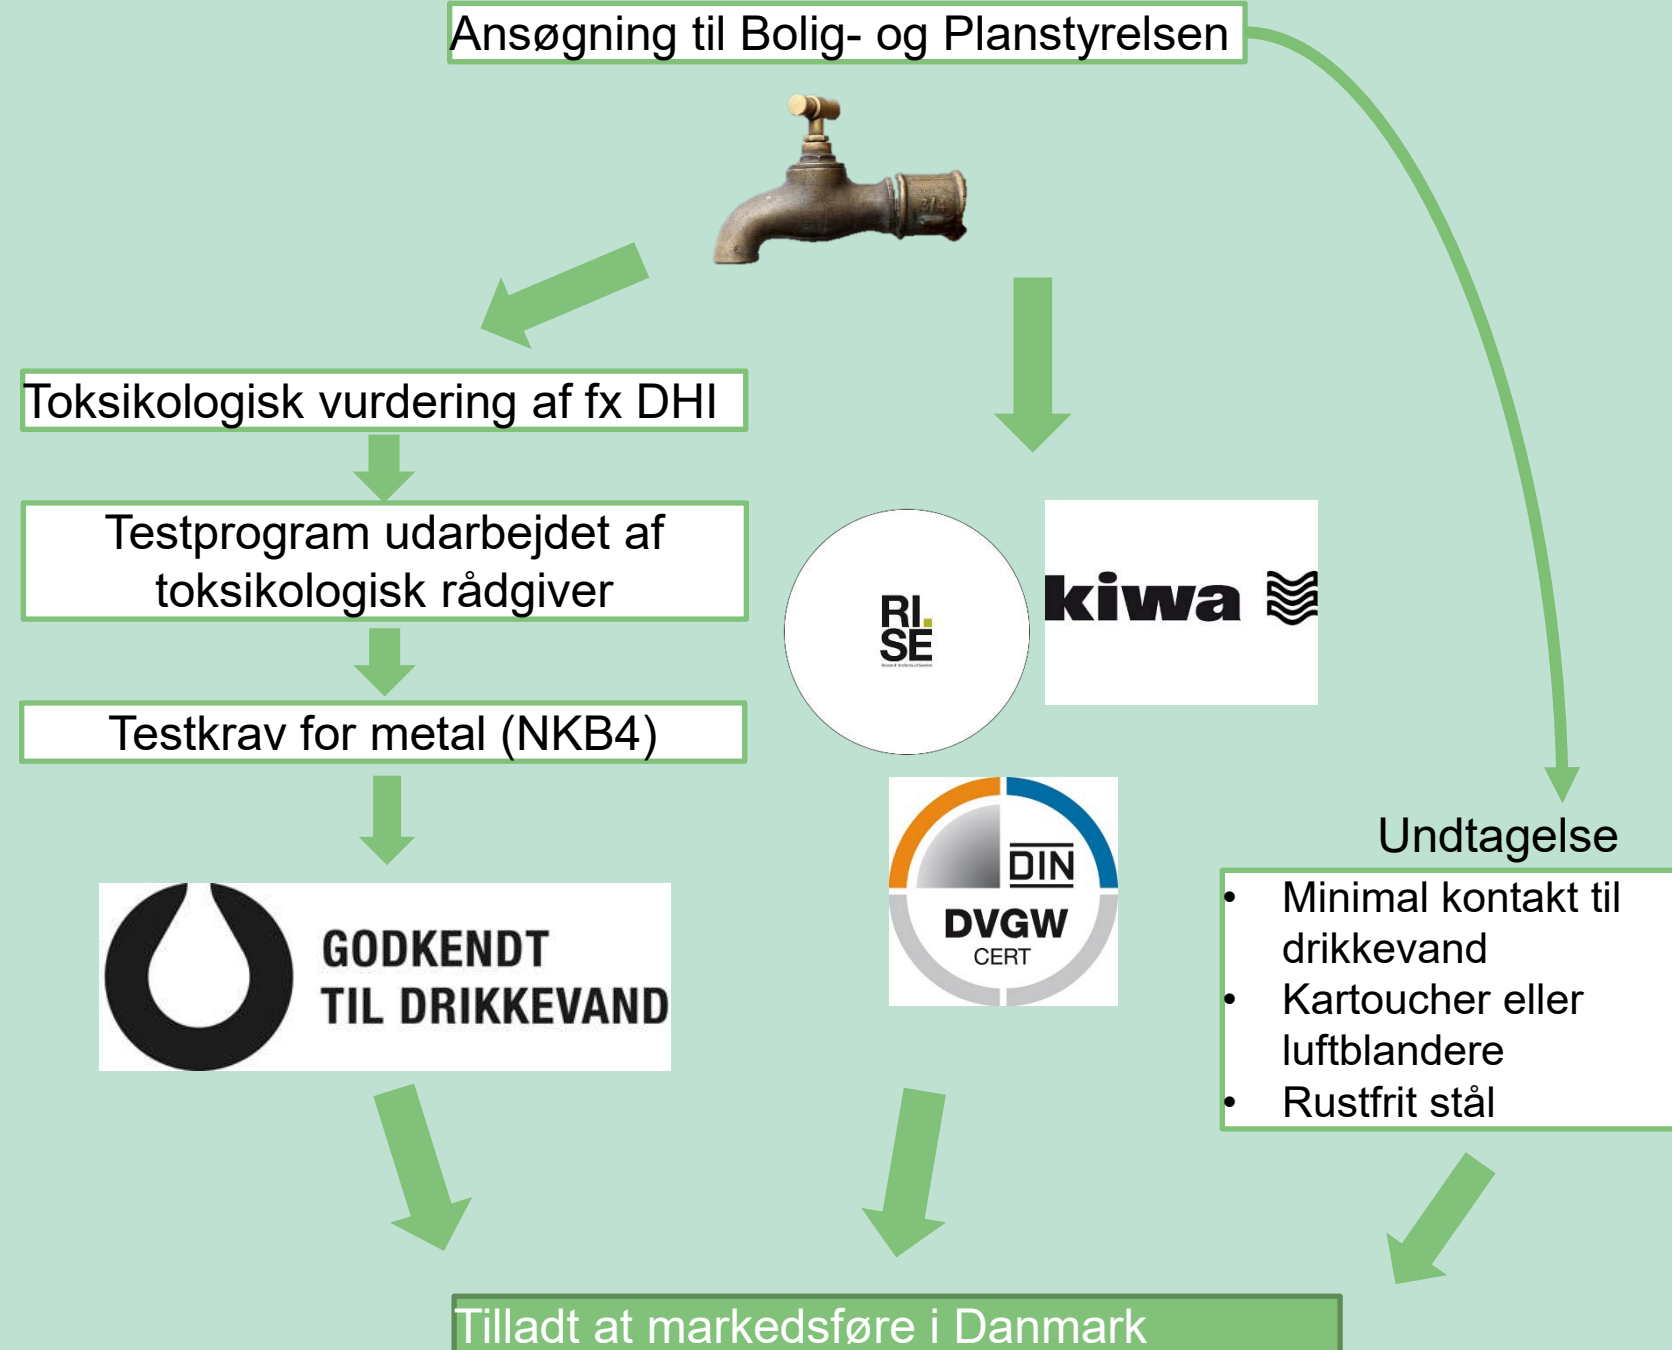 Ansøgning til Bolig- og Planstyrelsen
3/4
Toksikologisk vurdering af fx DHI
Testprogram udarbejdet af
toksikologisk rådgiver
Testkrav for metal (NKB4)
GODKENDT
TIL DRIKKEVAND
RI.
SE
kiwa
DIN
DVGW
CERT
Undtagelse
• Minimal kontakt til
drikkevand
• Kartoucher eller
luftblandere
• Rustfrit stål
Tilladt at markedsføre i Danmark